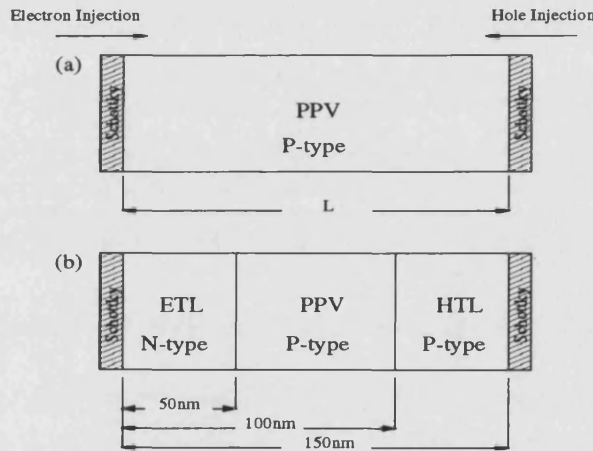 Electron Injection
Hole Injection
(a)
Schottky
PPV
P-type
Schottky
L
(b)
Schottky
ETL
N-type
PPV
P-type
HTL
P-type
Schottky
50nm
100nm
150nm